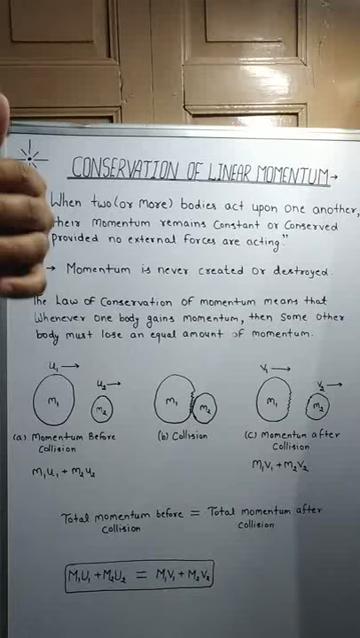 CONSERVATION OF LINEAR MOMENTUM→
When two (or more) bodies act upon one another,
their Momentum remains Constant or Conserved
provided no external forces are acting."
→ Momentum is never created or destroyed.
The Law of Conservation of momentum means that
Whenever one body gains momentum, then some other
body must lose an equal amount of momentum.
U₁ → U₂ → V₁ → V₂ →
M₁ M₂ M₁ M₂ M₁ M₂
(a) Momentum Before Collision
(b) Collision
(c) Momentum after Collision
M₁U₁ + M₂U₂
M₁V₁ + M₂V₂
Total momentum before = Total momentum after
collision collision
M₁U₁ + M₂U₂ = M₁V₁ + M₂V₂